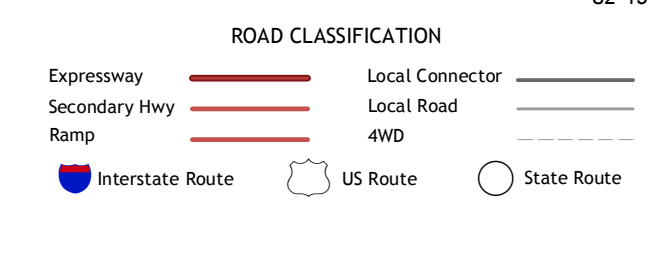 ROAD CLASSIFICATION
Expressway Local Connector
Secondary Hwy Local Road
Ramp 4WD
Interstate Route US Route State Route